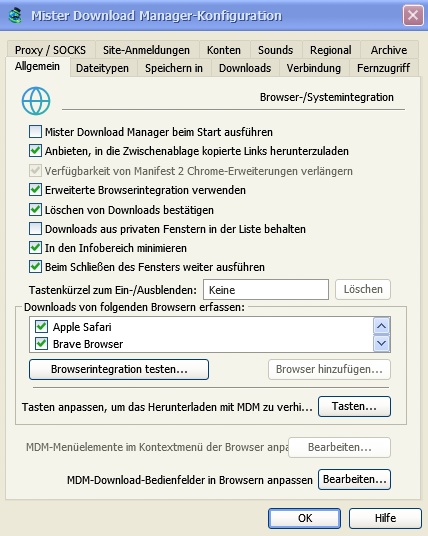 Mister Download Manager-Konfiguration
Proxy / SOCKS Site-Anmeldungen Konten Sounds Regional Archive
Allgemein Dateitypen Speichern in Downloads Verbindung Fernzugriff
Browser-/Systemintegration
Mister Download Manager beim Start ausführen
Anbieten, in die Zwischenablage kopierte Links herunterzuladen
Verfügbarkeit von Manifest 2 Chrome-Erweiterungen verlängern
Erweiterte Browserintegration verwenden
Löschen von Downloads bestätigen
Downloads aus privaten Fenstern in der Liste behalten
In den Infobereich minimieren
Beim Schließen des Fensters weiter ausführen
Tastenkürzel zum Ein-/Ausblenden: Keine Löschen
Downloads von folgenden Browsern erfassen:
Apple Safari
Brave Browser
Browserintegration testen... Browser hinzufügen...
Tasten anpassen, um das Herunterladen mit MDM zu verhi... Tasten...
MDM-Menüelemente im Kontextmenü der Browser anpa Bearbeiten...
MDM-Download-Bedienfelder in Browsern anpassen Bearbeiten...
OK Hilfe